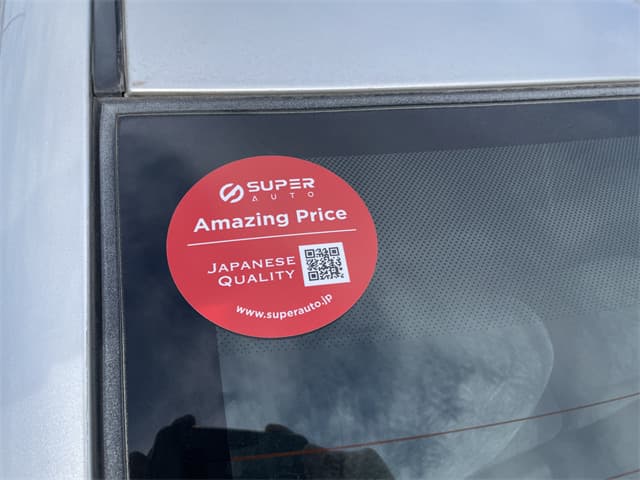 SUPER
AUTO
Amazing Price
JAPANESE
QUALITY
www.superauto.jp